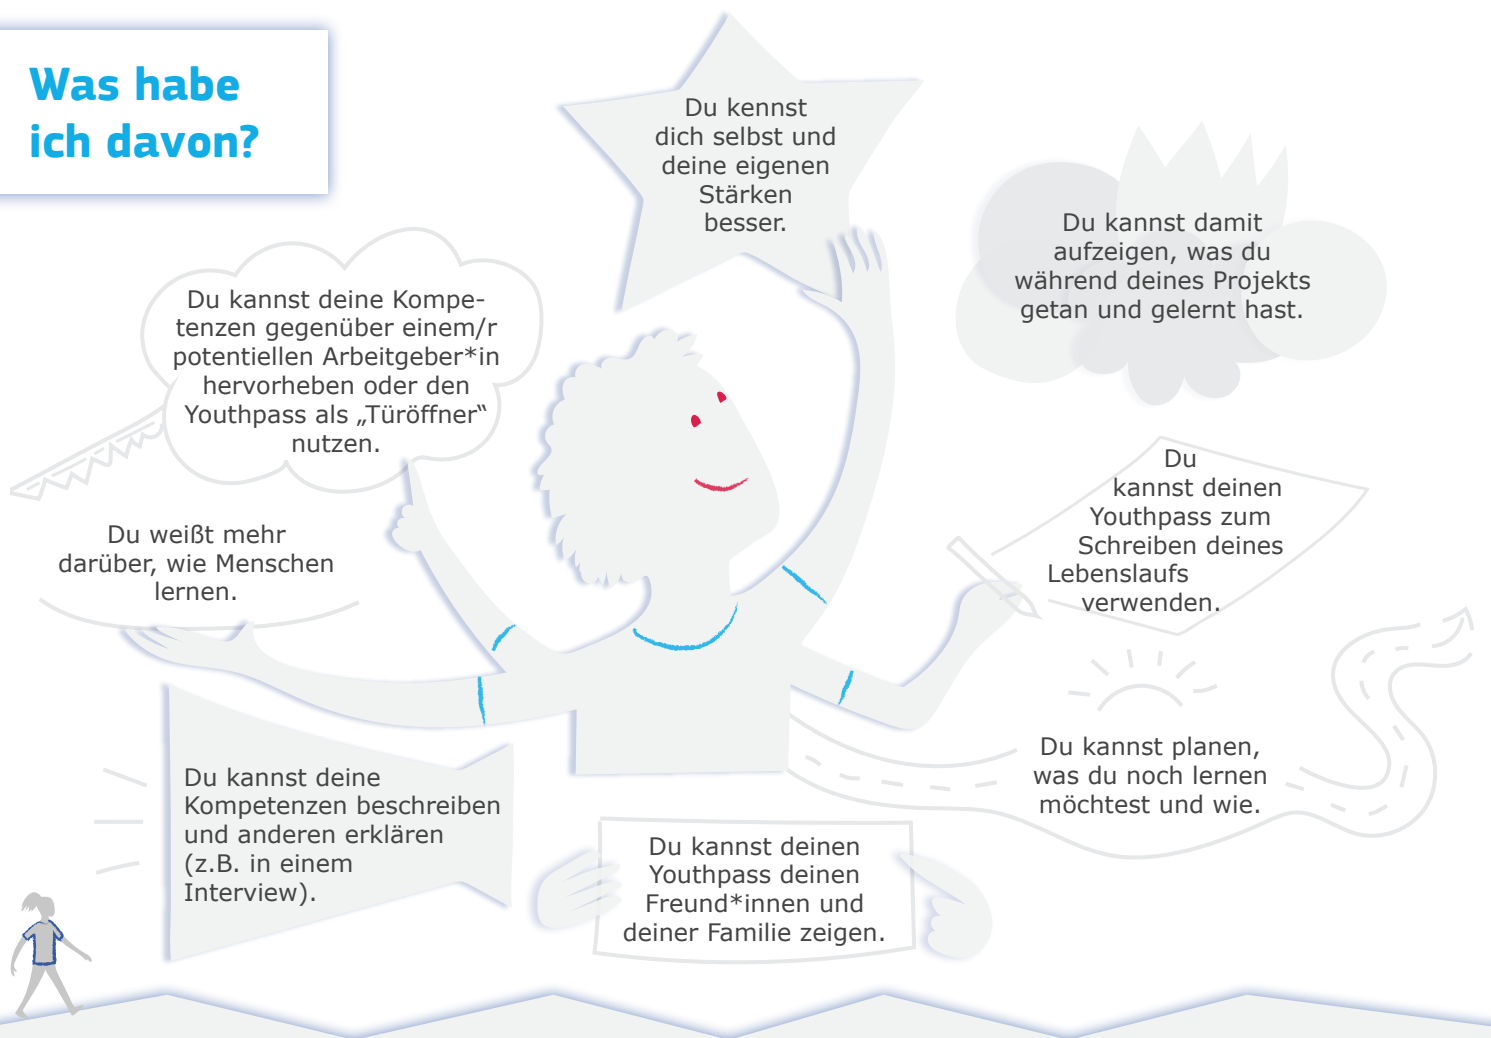 Was habe
ich davon?
Du kennst
dich selbst und
deine eigenen
Stärken
besser.
Du kannst damit
aufzeigen, was du
während deines Projekts
getan und gelernt hast.
Du kannst deine Kompe-
tenzen gegenüber einem/r
potentiellen Arbeitgeber*in
hervorheben oder den
Youthpass als „Türöffner“
nutzen.
Du
kannst deinen
Youthpass zum
Schreiben deines
Lebenslaufs
verwenden.
Du weißt mehr
darüber, wie Menschen
lernen.
Du kannst planen,
was du noch lernen
möchtest und wie.
Du kannst deine
Kompetenzen beschreiben
und anderen erklären
(z.B. in einem
Interview).
Du kannst deinen
Youthpass deinen
Freund*innen und
deiner Familie zeigen.